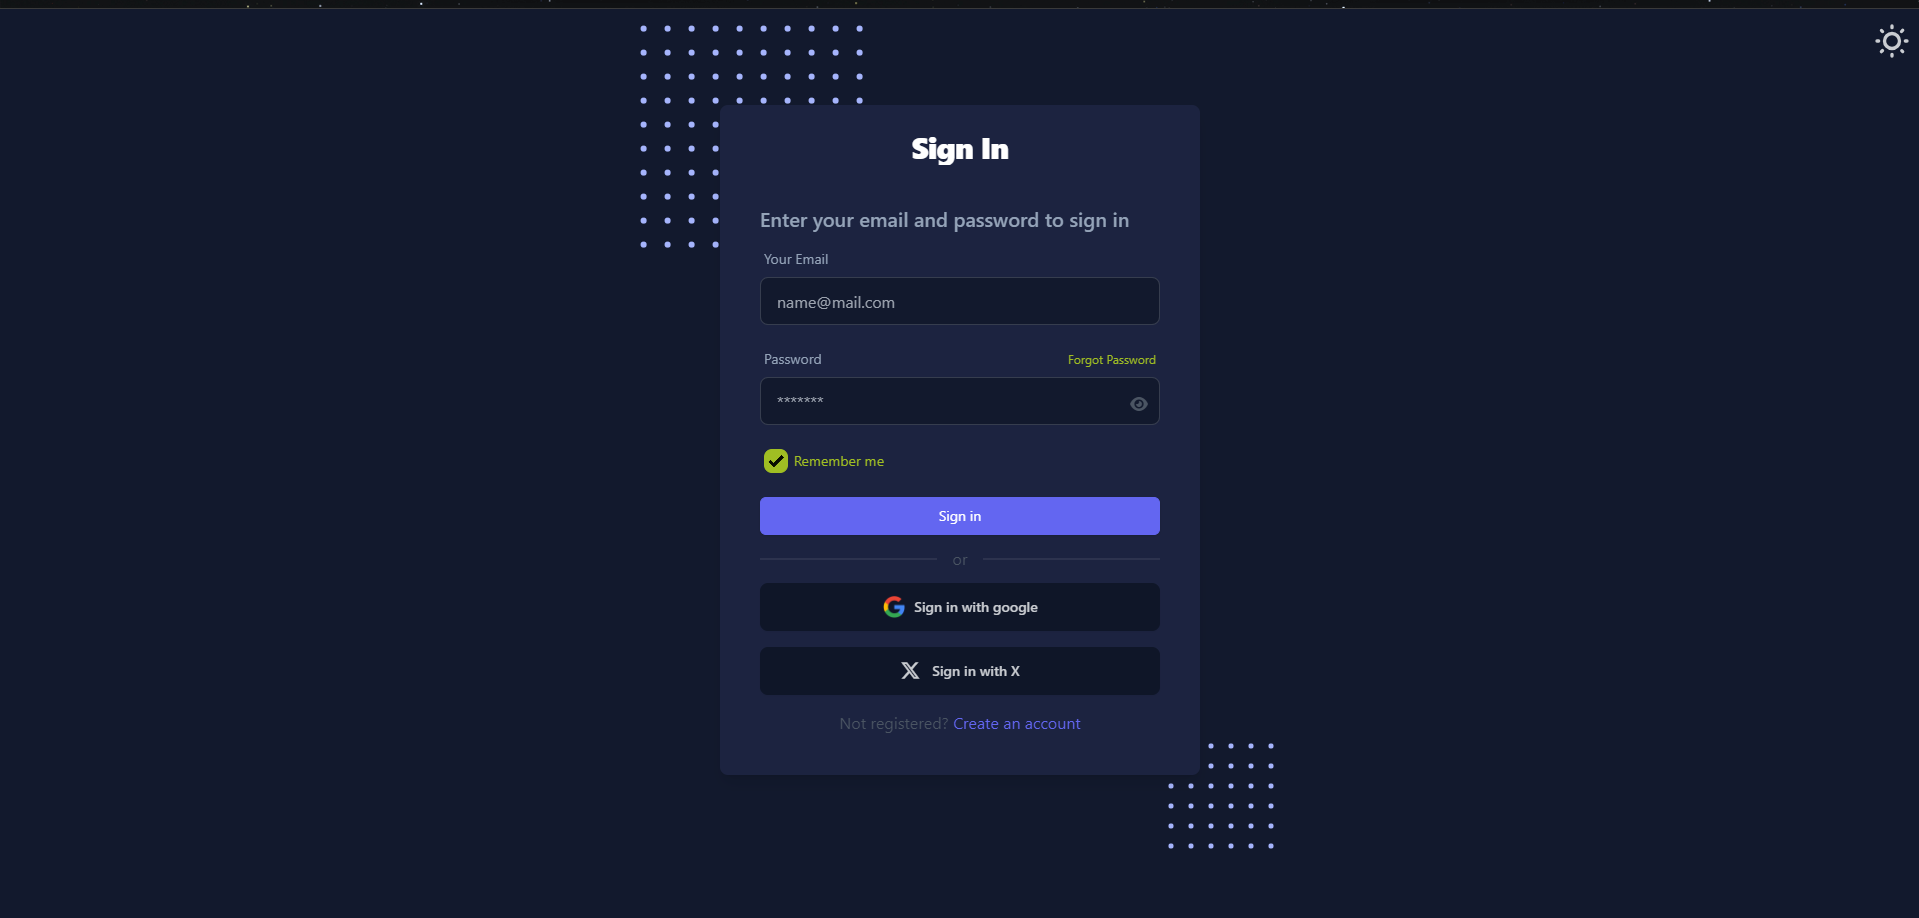 Sign In
Enter your email and password to sign in
Your Email
name@mail.com
Password Forgot Password
*******
Remember me
Sign in
or
Sign in with google
Sign in with X
Not registered? Create an account